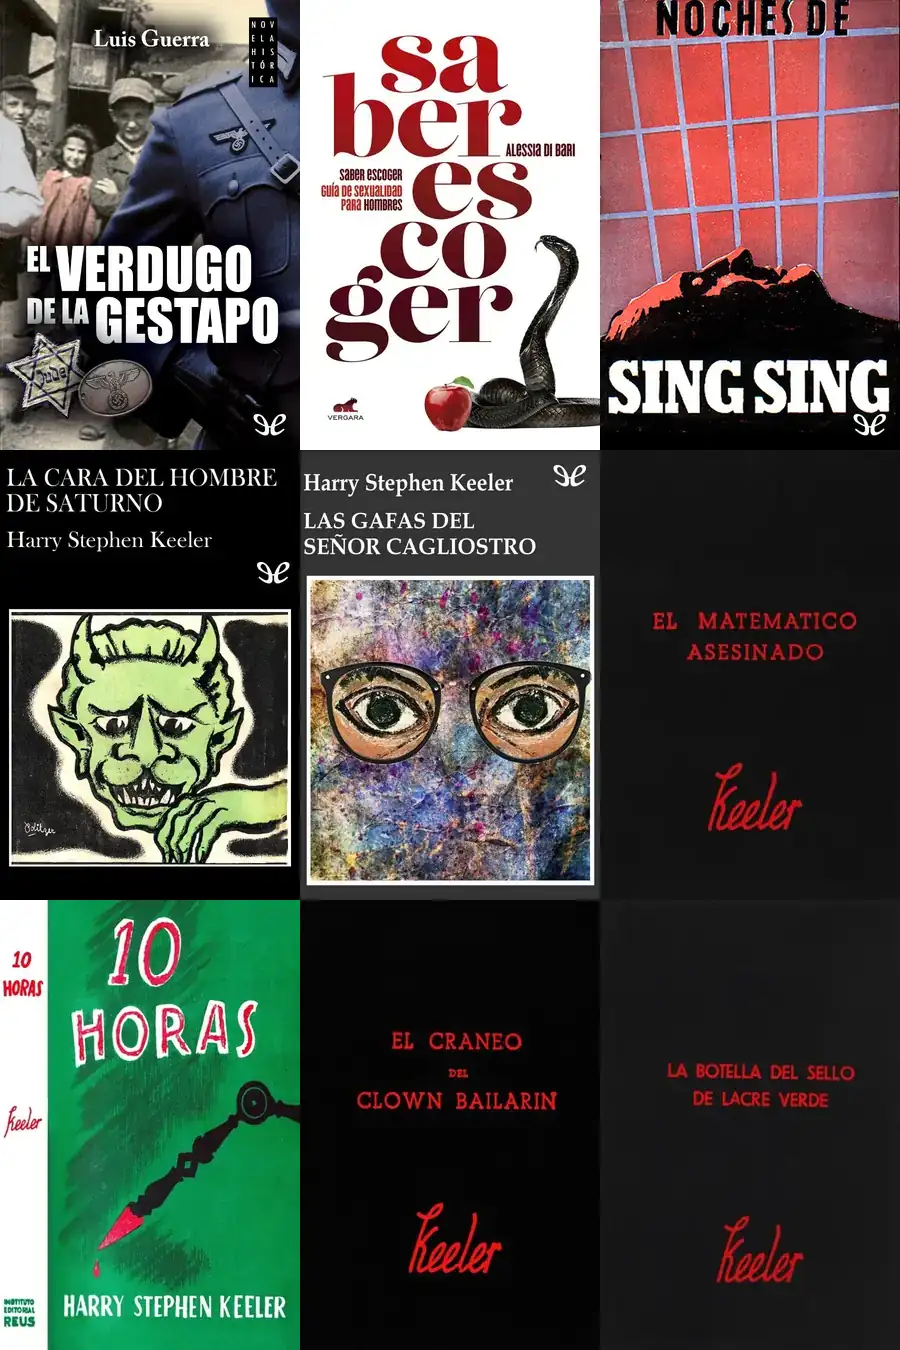 Luis Guerra
NOVELA HISTÓRICA
EL VERDUGO
DE LA GESTAPO
Jude
sa
ber
es
co
ger
ALESSIA DI BARI
SABER ESCOGER
GUÍA DE SEXUALIDAD
PARA HOMBRES
VERGARA
NOCHES DE
SING SING
LA CARA DEL HOMBRE
DE SATURNO
Harry Stephen Keeler
Harry Stephen Keeler
LAS GAFAS DEL
SEÑOR CAGLIOSTRO
EL MATEMATICO
ASESINADO
Keeler
10
HORAS
Keeler
INSTITUTO
EDITORIAL
REUS
10
HORAS
HARRY STEPHEN KEELER
EL CRANEO
DEL
CLOWN BAILARIN
Keeler
LA BOTELLA DEL SELLO
DE LACRE VERDE
Keeler